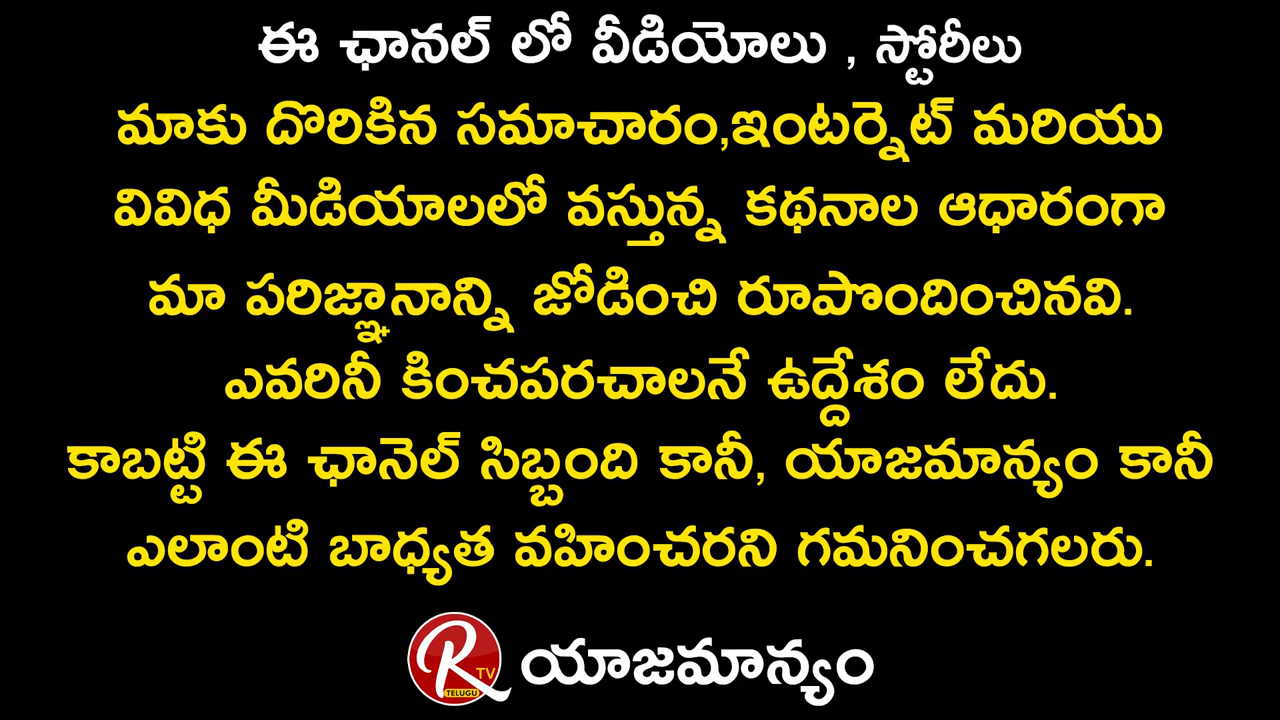 ఈ ఛానల్ లో వీడియోలు , స్టోరీలు
మాకు దొరికిన సమాచారం,ఇంటర్నెట్ మరియు
వివిధ మీడియాలలో వస్తున్న కథనాల ఆధారంగా
మా పరిజ్ఞానాన్ని జోడించి రూపొందించినవి.
ఎవరినీ కించపరచాలనే ఉద్దేశం లేదు.
కాబట్టి ఈ ఛానెల్ సిబ్బంది కానీ, యాజమాన్యం కానీ
ఎలాంటి బాధ్యత వహించరని గమనించగలరు.
R TV TELUGU యాజమాన్యం